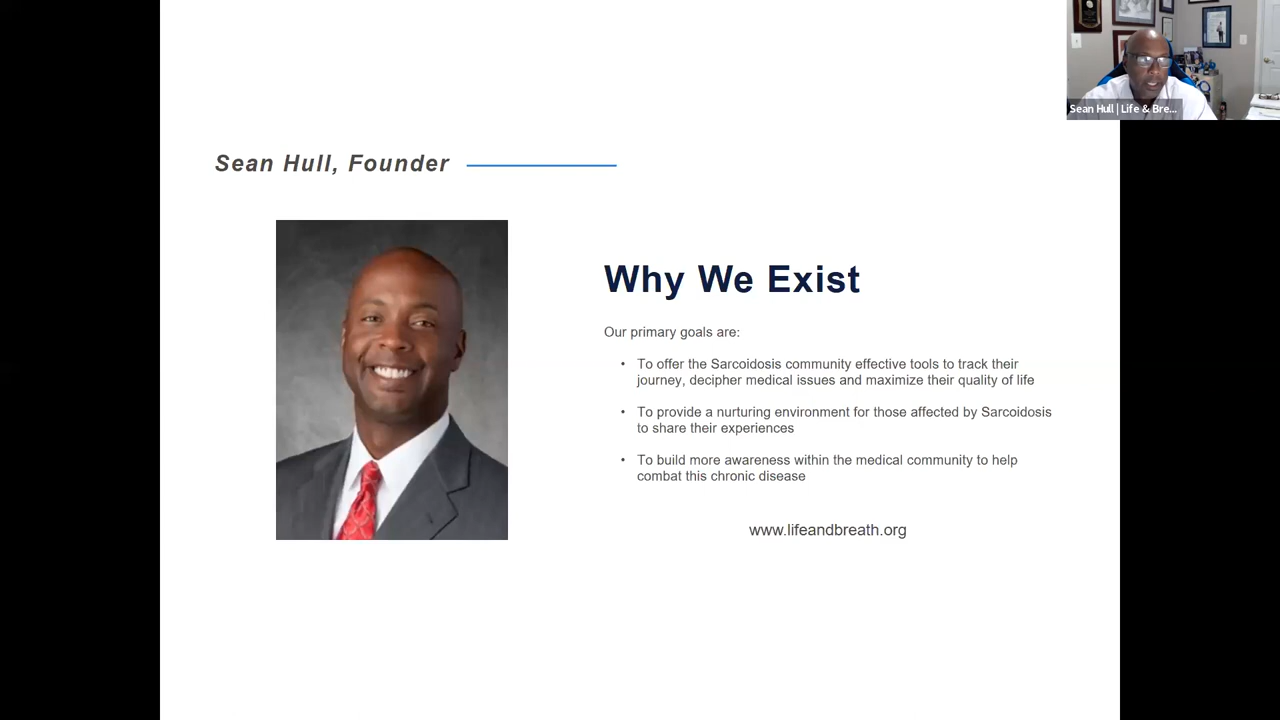 Sean Hull | Life & Bre...
Sean Hull, Founder
Why We Exist
Our primary goals are:
• To offer the Sarcoidosis community effective tools to track their
journey, decipher medical issues and maximize their quality of life
• To provide a nurturing environment for those affected by Sarcoidosis
to share their experiences
• To build more awareness within the medical community to help
combat this chronic disease
www.lifeandbreath.org